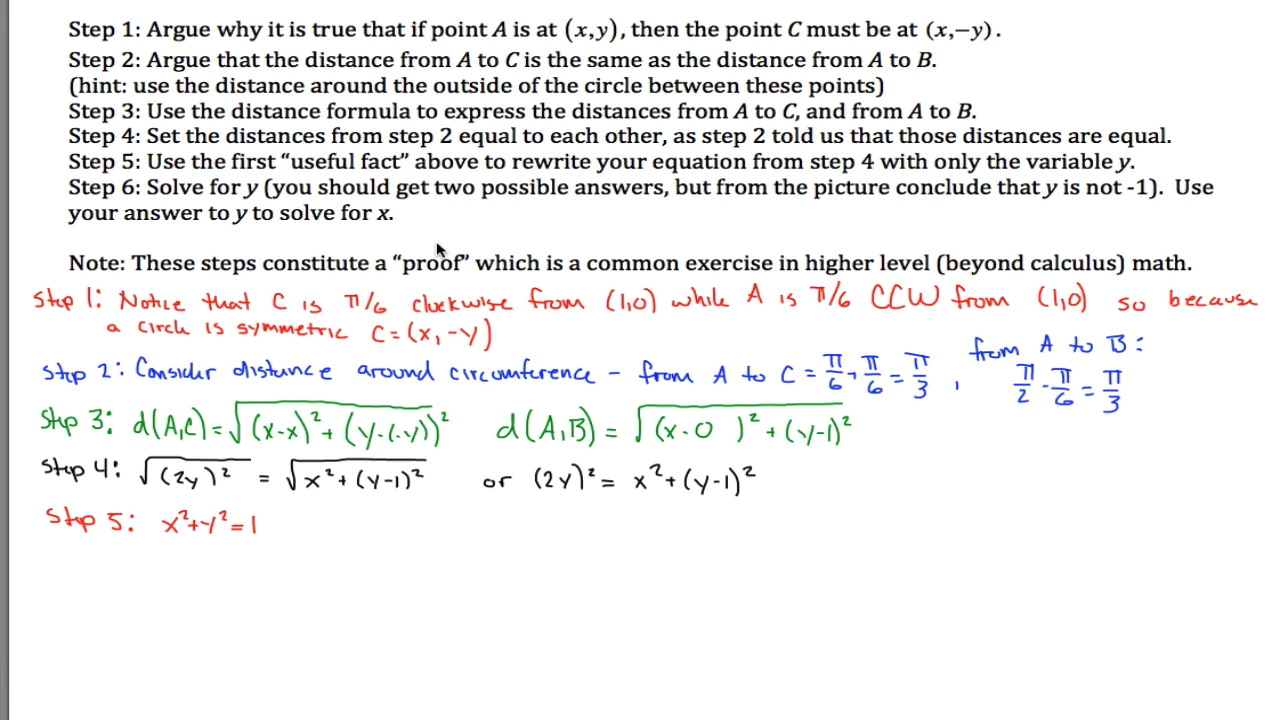 Step 1: Argue why it is true that if point A is at (x,y), then the point C must be at (x,−y).
Step 2: Argue that the distance from A to C is the same as the distance from A to B.
(hint: use the distance around the outside of the circle between these points)
Step 3: Use the distance formula to express the distances from A to C, and from A to B.
Step 4: Set the distances from step 2 equal to each other, as step 2 told us that those distances are equal.
Step 5: Use the first “useful fact” above to rewrite your equation from step 4 with only the variable y.
Step 6: Solve for y (you should get two possible answers, but from the picture conclude that y is not -1). Use
your answer to y to solve for x.
Note: These steps constitute a “proof” which is a common exercise in higher level (beyond calculus) math.
Step 1: Notice that C is π/6 clockwise from (1,0) while A is π/6 CCW from (1,0) so because
a circle is symmetric C=(x,-y)
Step 2: Consider distance around circumference - from A to C = π/6 + π/6 = π/3 , from A to B: π/2 - π/6 = π/3
Step 3: d(A,C) = √(x-x)²+(y-(-y))² d(A,B) = √(x-0 )²+(y-1)²
Step 4: √(2y)² = √x²+(y-1)² or (2y)² = x²+(y-1)²
Step 5: x²+y²=1